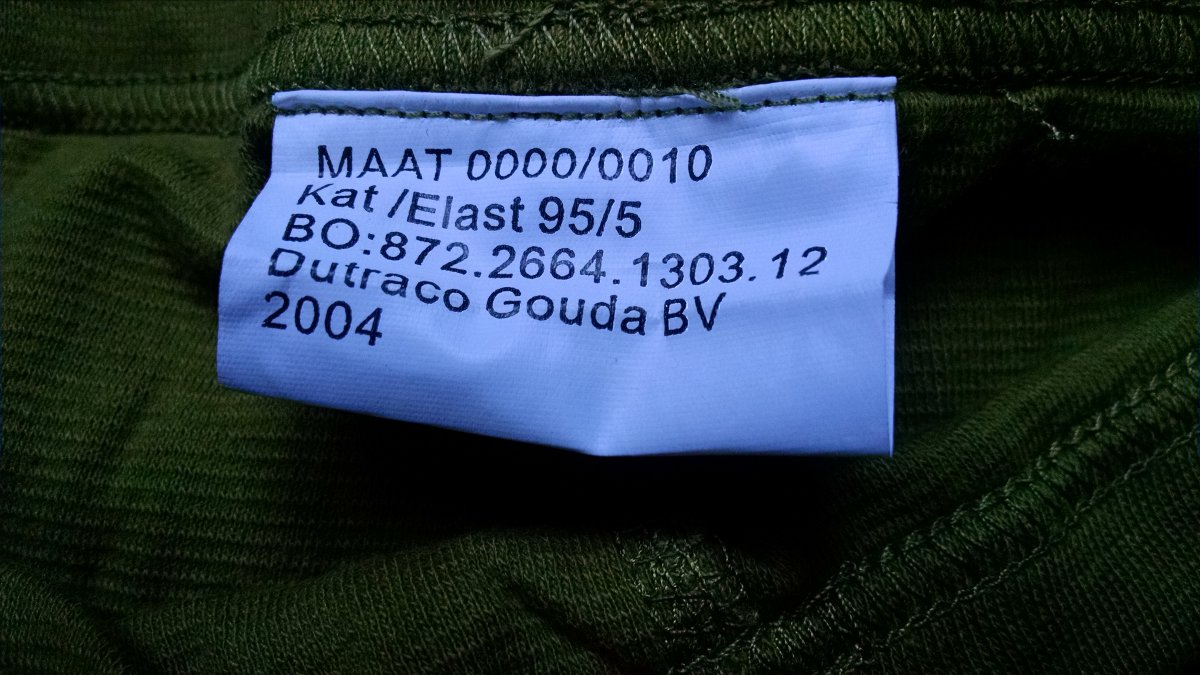 MAAT 0000/0010
Kat /Elast 95/5
BO:872.2664.1303.12
Dutraco Gouda BV
2004